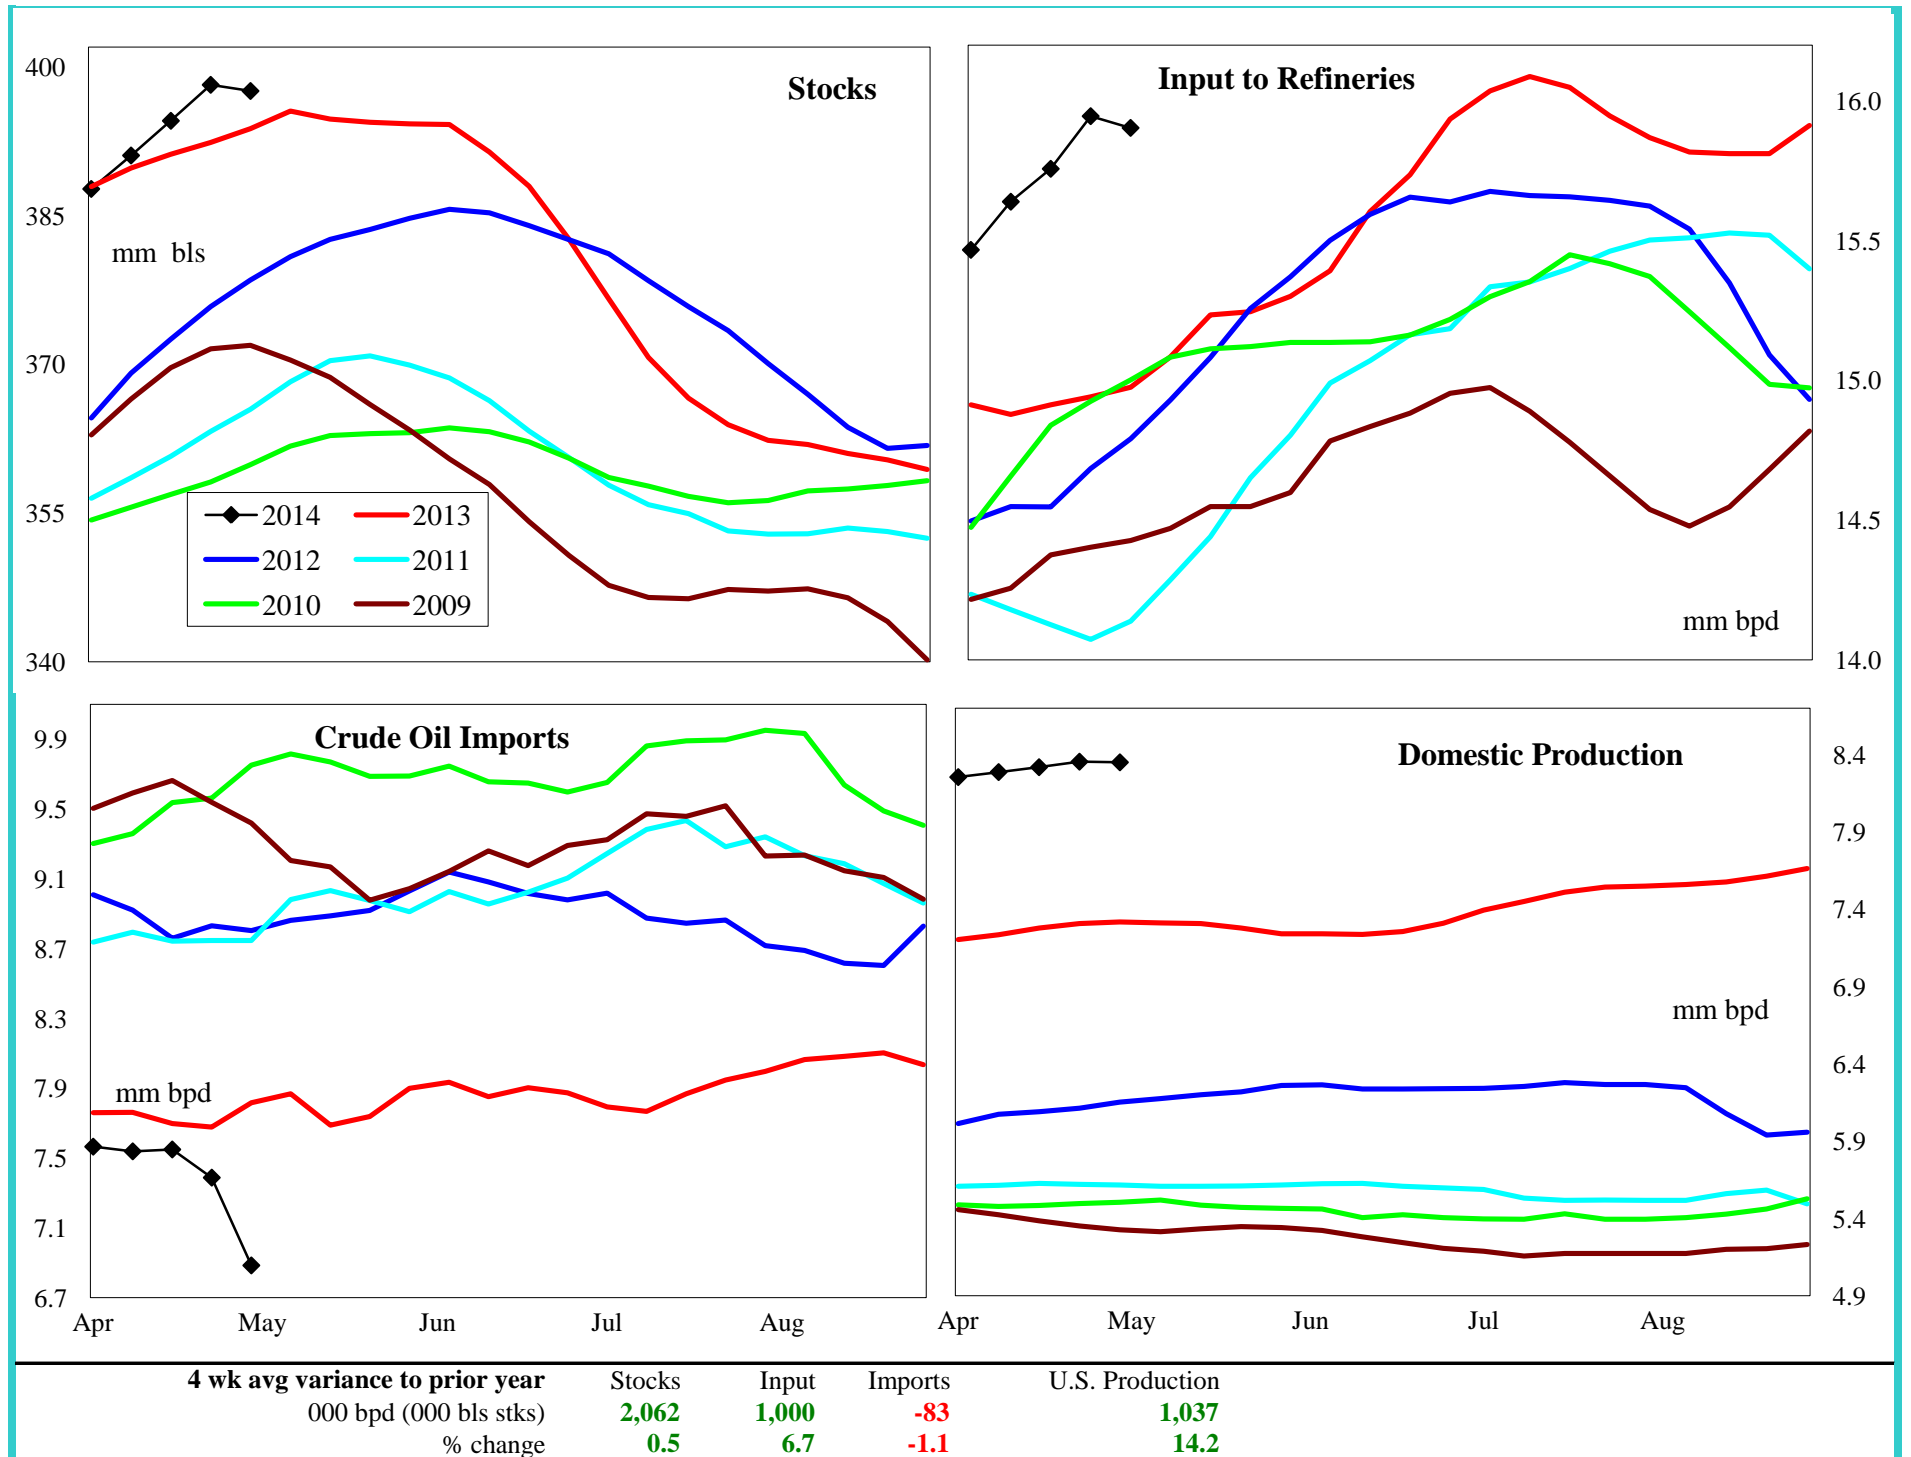 Stocks
400
385
370
355
340
mm bls
2014 2013
2012 2011
2010 2009
Input to Refineries
16.0
15.5
15.0
14.5
14.0
mm bpd
Crude Oil Imports
9.9
9.5
9.1
8.7
8.3
7.9
7.5
7.1
6.7
mm bpd
Apr May Jun Jul Aug
Domestic Production
8.4
7.9
7.4
6.9
6.4
5.9
5.4
4.9
mm bpd
Apr May Jun Jul Aug
4 wk avg variance to prior year Stocks Input Imports U.S. Production
000 bpd (000 bls stks) 2,062 1,000 -83 1,037
% change 0.5 6.7 -1.1 14.2